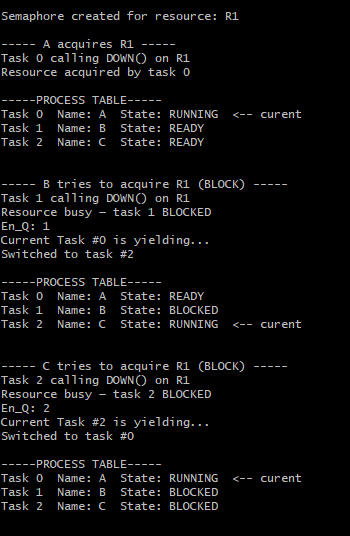 Semaphore created for resource: R1
----- A acquires R1 -----
Task 0 calling DOWN() on R1
Resource acquired by task 0
-----PROCESS TABLE-----
Task 0  Name: A  State: RUNNING  <-- curent
Task 1  Name: B  State: READY
Task 2  Name: C  State: READY
----- B tries to acquire R1 (BLOCK) -----
Task 1 calling DOWN() on R1
Resource busy – task 1 BLOCKED
En_Q: 1
Current Task #0 is yielding...
Switched to task #2
-----PROCESS TABLE-----
Task 0  Name: A  State: READY
Task 1  Name: B  State: BLOCKED
Task 2  Name: C  State: RUNNING  <-- curent
----- C tries to acquire R1 (BLOCK) -----
Task 2 calling DOWN() on R1
Resource busy – task 2 BLOCKED
En_Q: 2
Current Task #2 is yielding...
Switched to task #0
-----PROCESS TABLE-----
Task 0  Name: A  State: RUNNING  <-- curent
Task 1  Name: B  State: BLOCKED
Task 2  Name: C  State: BLOCKED